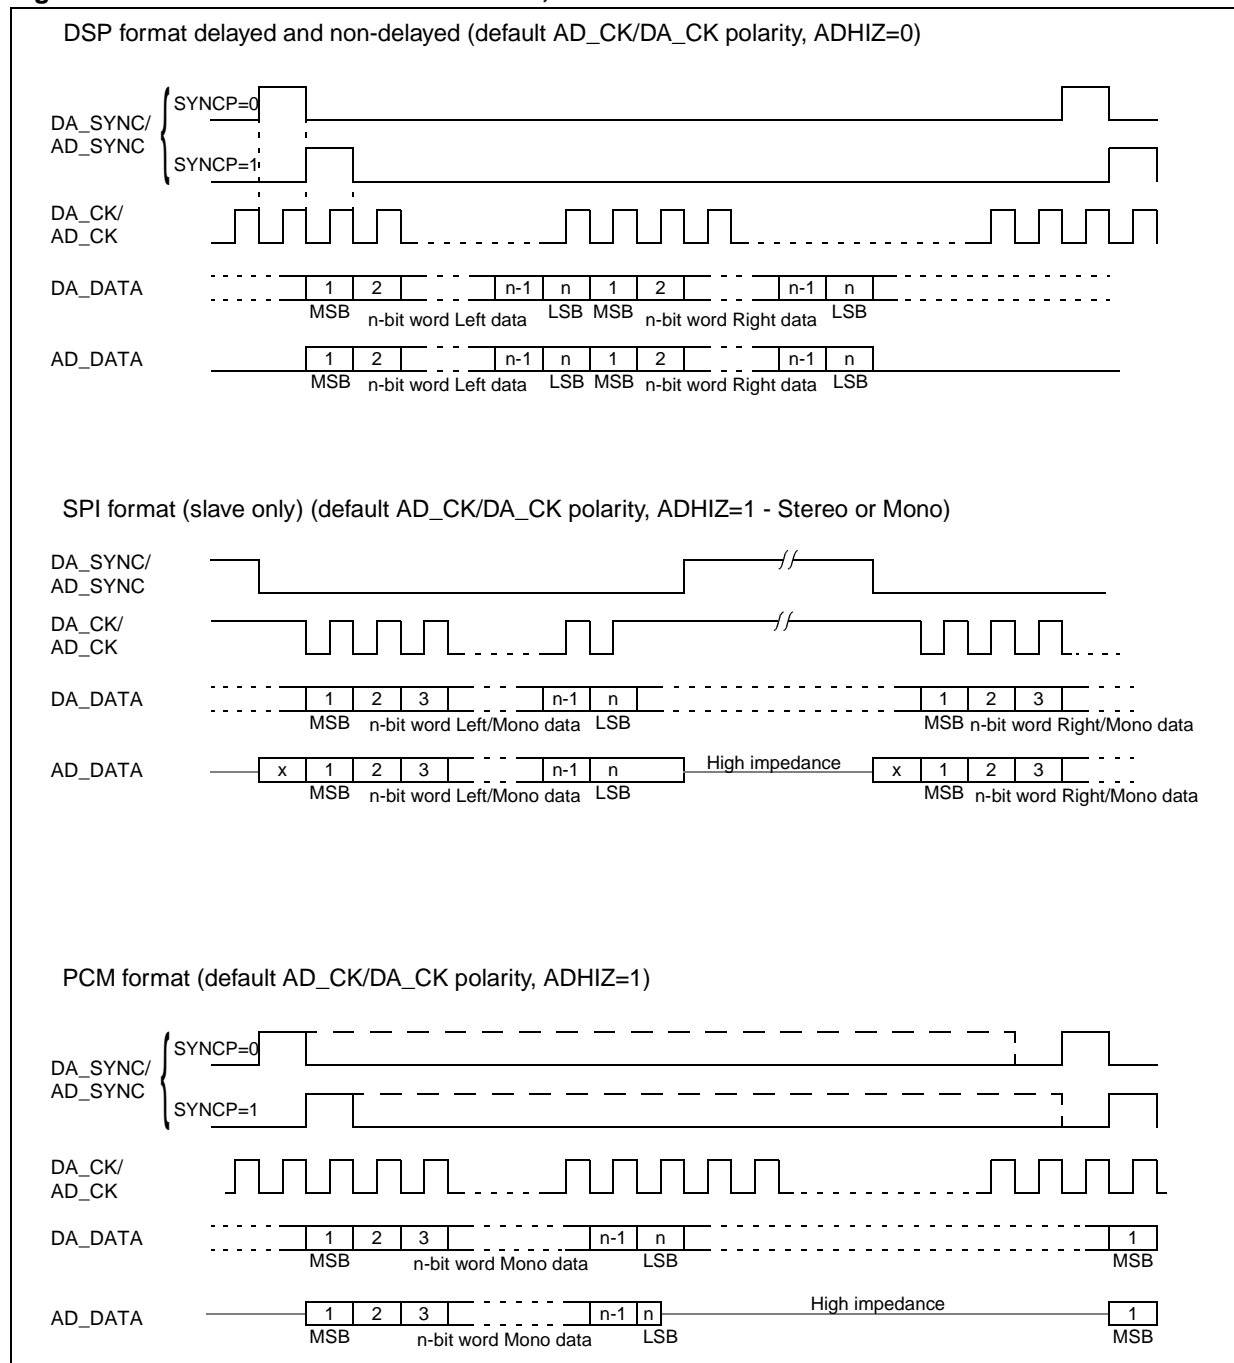 DSP format delayed and non-delayed (default AD_CK/DA_CK polarity, ADHIZ=0)
SYNCP=0
DA_SYNC/
AD_SYNC
SYNCP=1
DA_CK/
AD_CK
DA_DATA 1 2 n-1 n 1 2 n-1 n
MSB n-bit word Left data LSB MSB n-bit word Right data LSB
AD_DATA 1 2 n-1 n 1 2 n-1 n
MSB n-bit word Left data LSB MSB n-bit word Right data LSB
SPI format (slave only) (default AD_CK/DA_CK polarity, ADHIZ=1 - Stereo or Mono)
DA_SYNC/
AD_SYNC
DA_CK/
AD_CK
DA_DATA 1 2 3 n-1 n 1 2 3
MSB n-bit word Left/Mono data LSB MSB n-bit word Right/Mono data
AD_DATA x 1 2 3 n-1 n High impedance x 1 2 3
MSB n-bit word Left/Mono data LSB MSB n-bit word Right/Mono data
PCM format (default AD_CK/DA_CK polarity, ADHIZ=1)
SYNCP=0
DA_SYNC/
AD_SYNC
SYNCP=1
DA_CK/
AD_CK
DA_DATA 1 2 3 n-1 n 1
MSB n-bit word Mono data LSB MSB
AD_DATA 1 2 3 n-1 n High impedance 1
MSB n-bit word Mono data LSB MSB